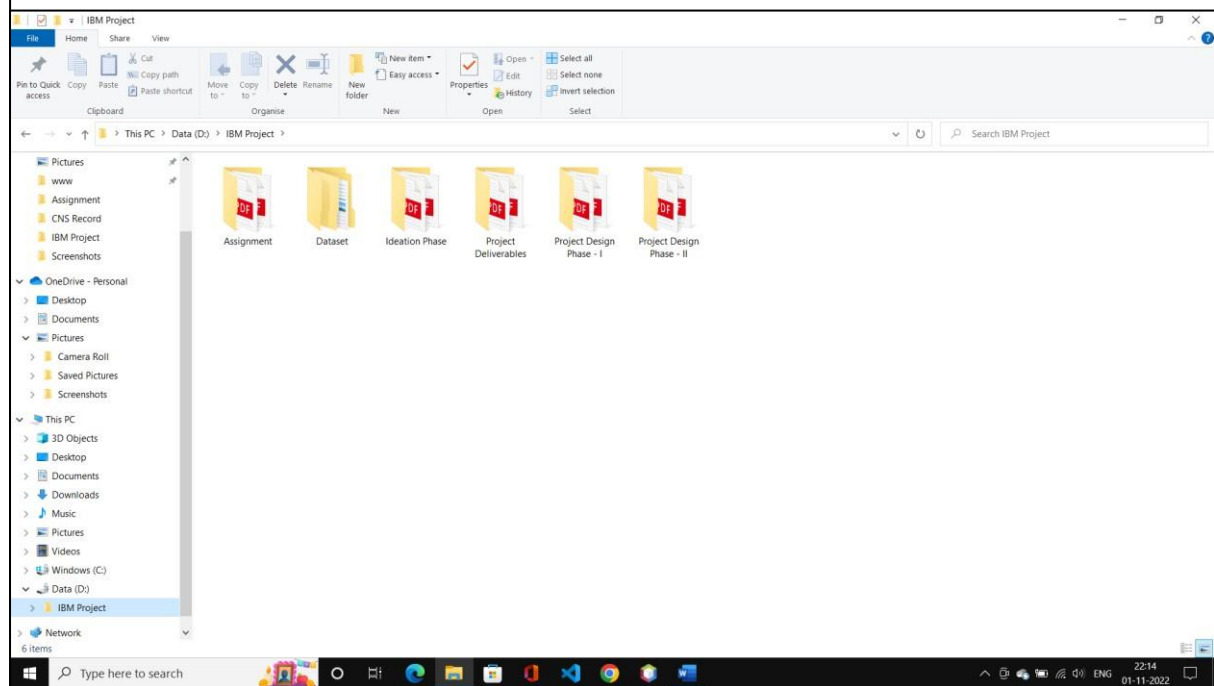 IBM Project
File Home Share View
Pin to Quick access
Copy
Paste
Cut
Copy path
Paste shortcut
Clipboard
Move to
Copy to
Delete
Rename
Organise
New folder
New item
Easy access
New
Properties
Open
Edit
History
Open
Select all
Select none
Invert selection
Select
This PC > Data (D:) > IBM Project >
Search IBM Project
Pictures
www
Assignment
CNS Record
IBM Project
Screenshots
OneDrive - Personal
Desktop
Documents
Pictures
Camera Roll
Saved Pictures
Screenshots
This PC
3D Objects
Desktop
Documents
Downloads
Music
Pictures
Videos
Windows (C:)
Data (D:)
IBM Project
Network
Assignment
Dataset
Ideation Phase
Project
Deliverables
Project Design
Phase - I
Project Design
Phase - II
6 items
Type here to search
ENG
22:14
01-11-2022